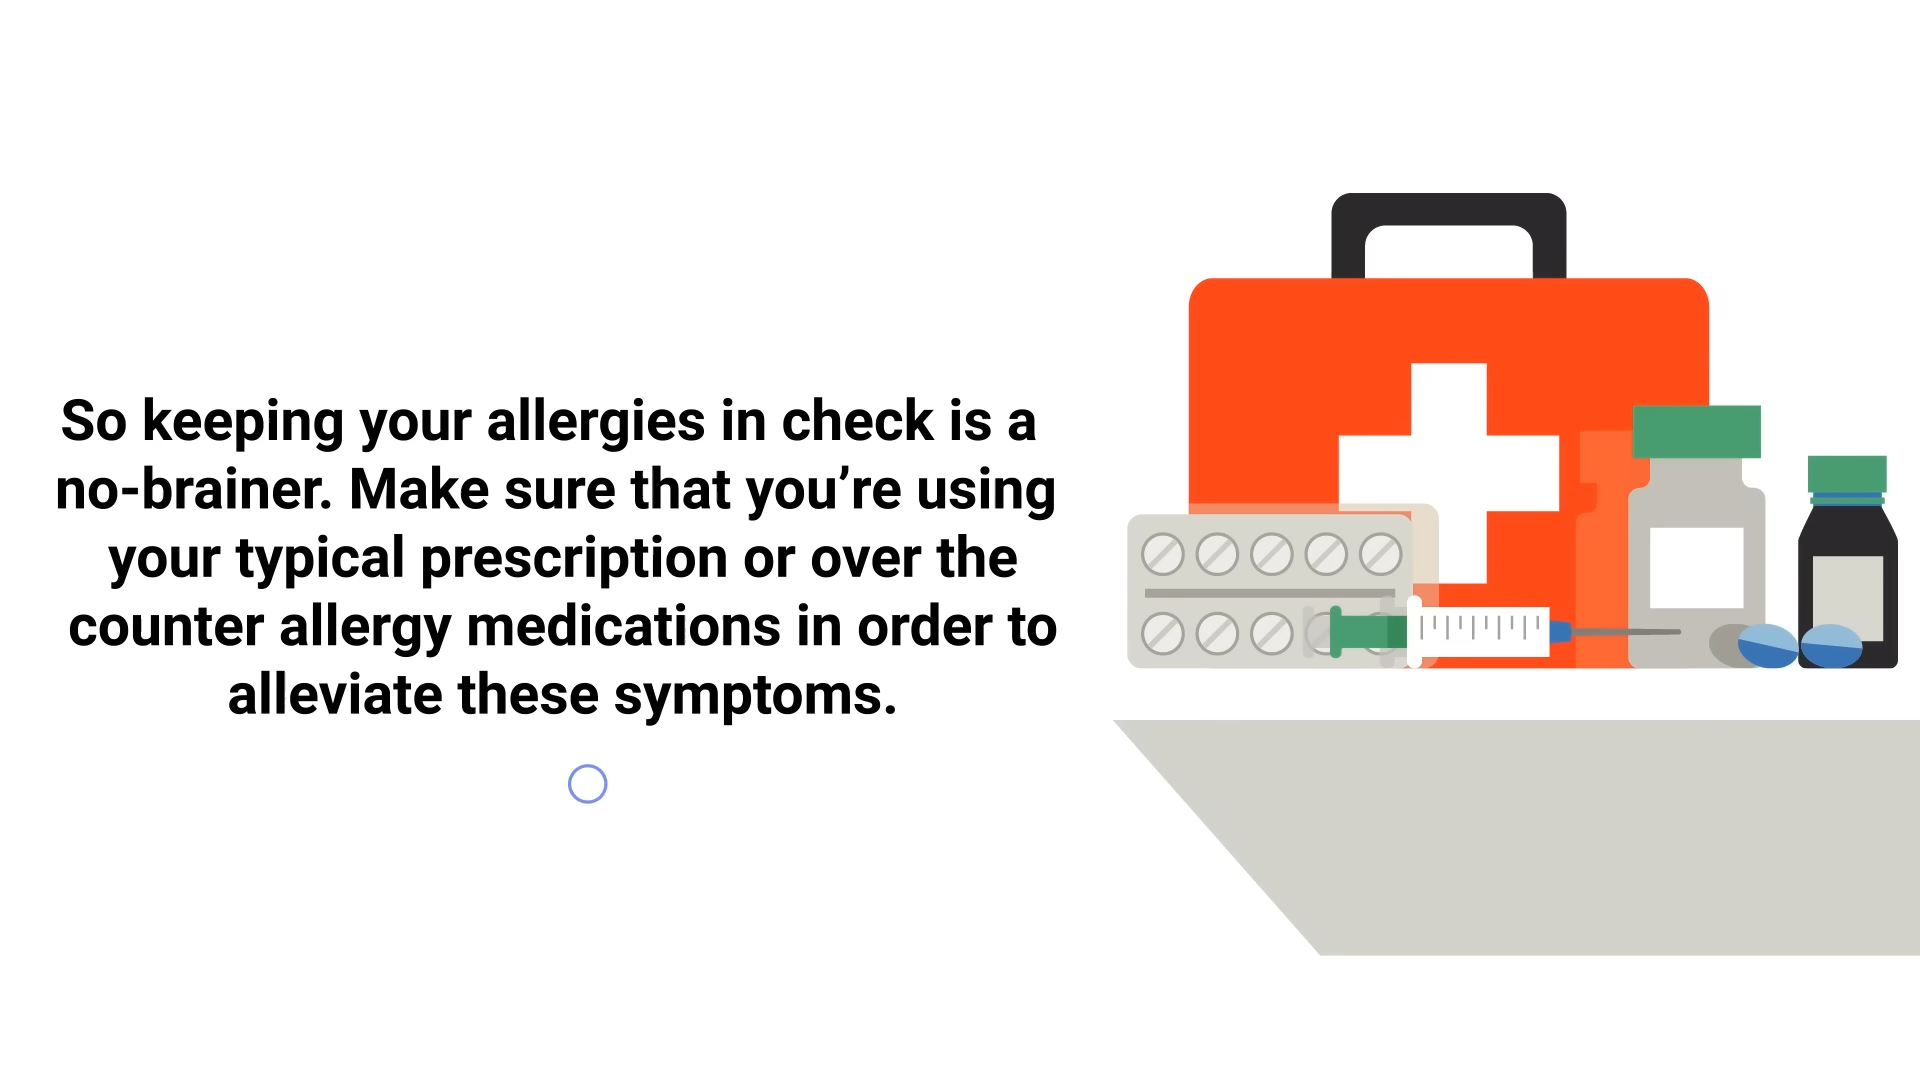 So keeping your allergies in check is a
no-brainer. Make sure that you’re using
your typical prescription or over the
counter allergy medications in order to
alleviate these symptoms.